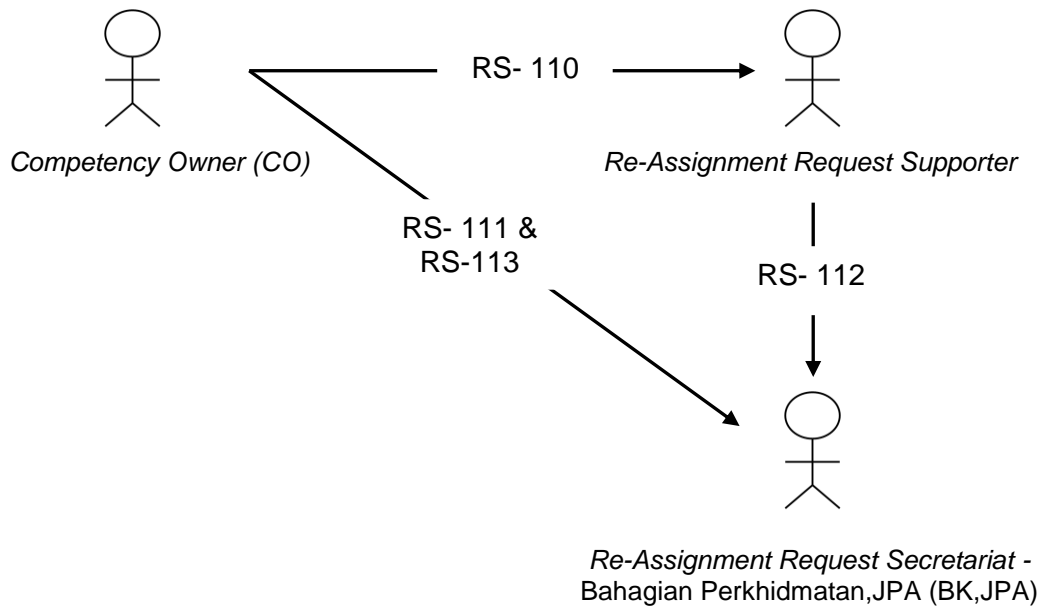 RS- 110
Competency Owner (CO)
Re-Assignment Request Supporter
RS- 111 &
RS-113
RS- 112
Re-Assignment Request Secretariat -
Bahagian Perkhidmatan,JPA (BK,JPA)